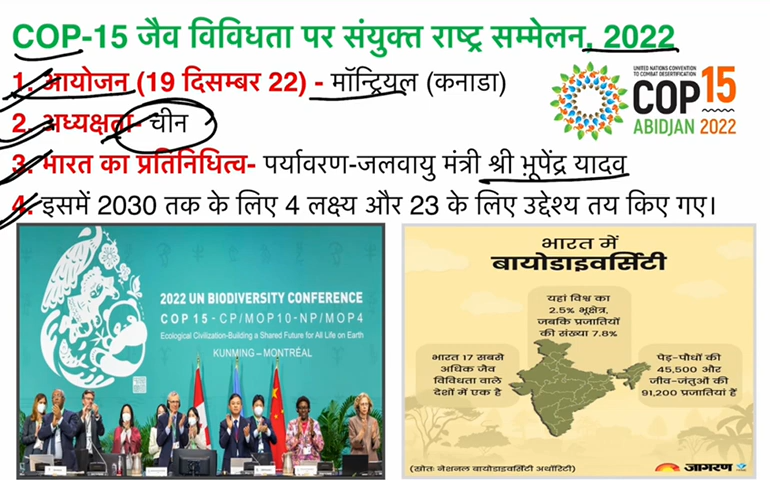 COP-15 जैव विविधता पर संयुक्त राष्ट्र सम्मेलन, 2022
1. आयोजन (19 दिसम्बर 22) - मॉन्ट्रियल (कनाडा)
2. अध्यक्षता- चीन
3. भारत का प्रतिनिधित्व- पर्यावरण-जलवायु मंत्री श्री भूपेंद्र यादव
4. इसमें 2030 तक के लिए 4 लक्ष्य और 23 के लिए उद्देश्य तय किए गए।
UNITED NATIONS CONVENTION
TO COMBAT DESERTIFICATION
COP 15
ABIDJAN 2022
2022 UN BIODIVERSITY CONFERENCE
COP 15 - CP/MOP10-NP/MOP4
Ecological Civilization-Building a Shared Future for All Life on Earth
KUNMING – MONTRÉAL
भारत में
बायोडाइवर्सिटी
यहां विश्व का
2.5% भूक्षेत्र,
जबकि प्रजातियों
की संख्या 7.8%
भारत 17 सबसे
अधिक जैव
विविधता वाले
देशों में एक है
पेड़-पौधों की
45,500 और
जीव-जंतुओं की
91,200 प्रजातियां हैं
(स्रोतः नेशनल बायोडाइवर्सिटी अथॉरिटी)
जागरण